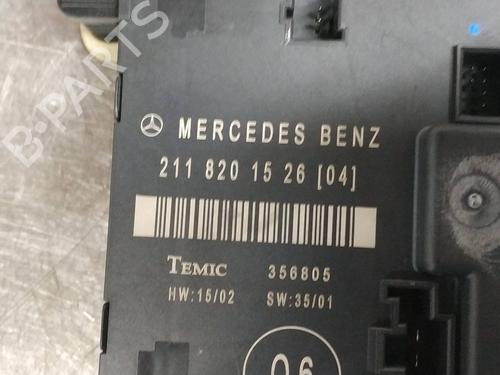 B-PARTS
MERCEDES BENZ
211 820 15 26 [04]
TEMIC 356805
HW:15/02 SW:35/01
06